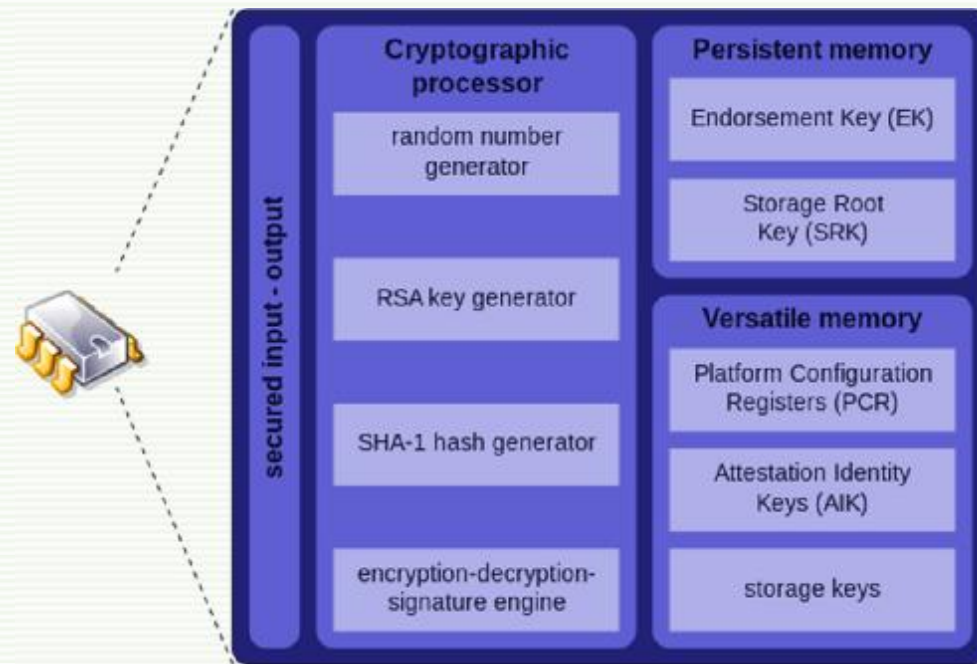 secured input - output
Cryptographic
processor
random number
generator
RSA key generator
SHA-1 hash generator
encryption-decryption-
signature engine
Persistent memory
Endorsement Key (EK)
Storage Root
Key (SRK)
Versatile memory
Platform Configuration
Registers (PCR)
Attestation Identity
Keys (AIK)
storage keys